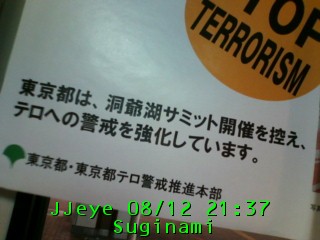 TOP
TERRORISM
東京都は、洞爺湖サミット開催を控え、
テロへの警戒を強化しています。
東京都・東京都テロ警戒推進本部
JJeye 08/12 21:37
Suginami